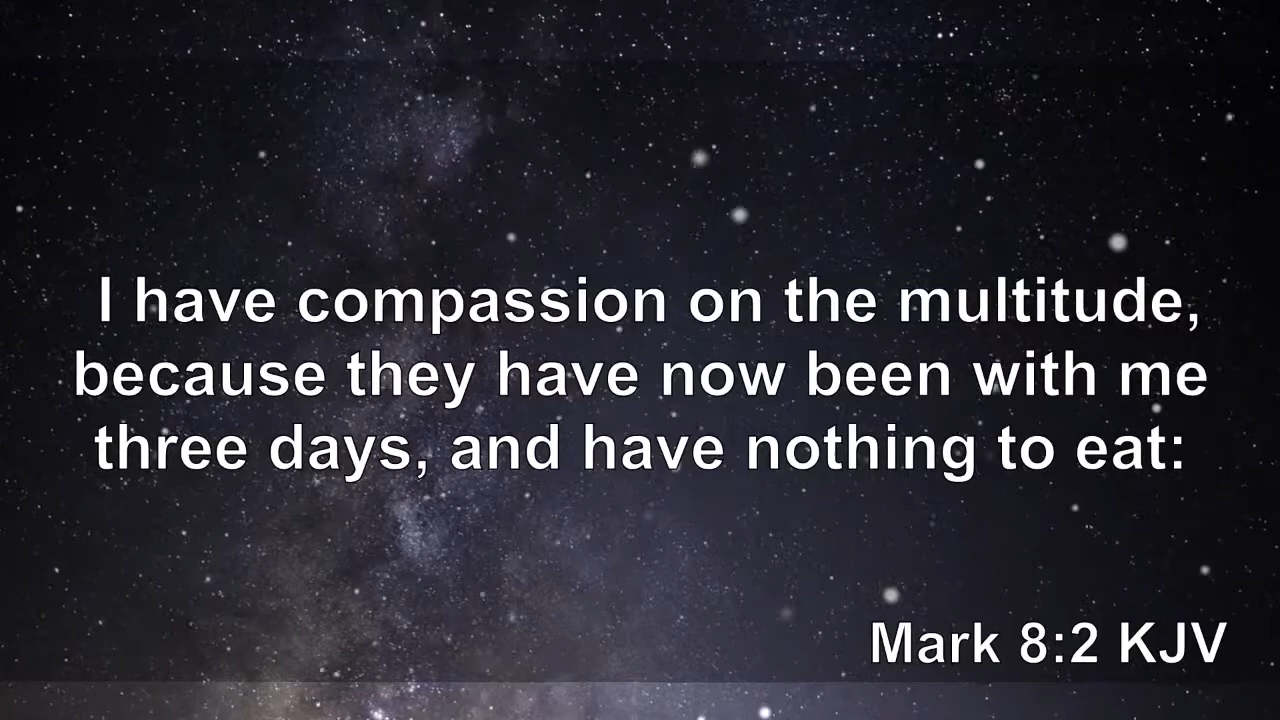 I have compassion on the multitude,
because they have now been with me
three days, and have nothing to eat:
Mark 8:2 KJV